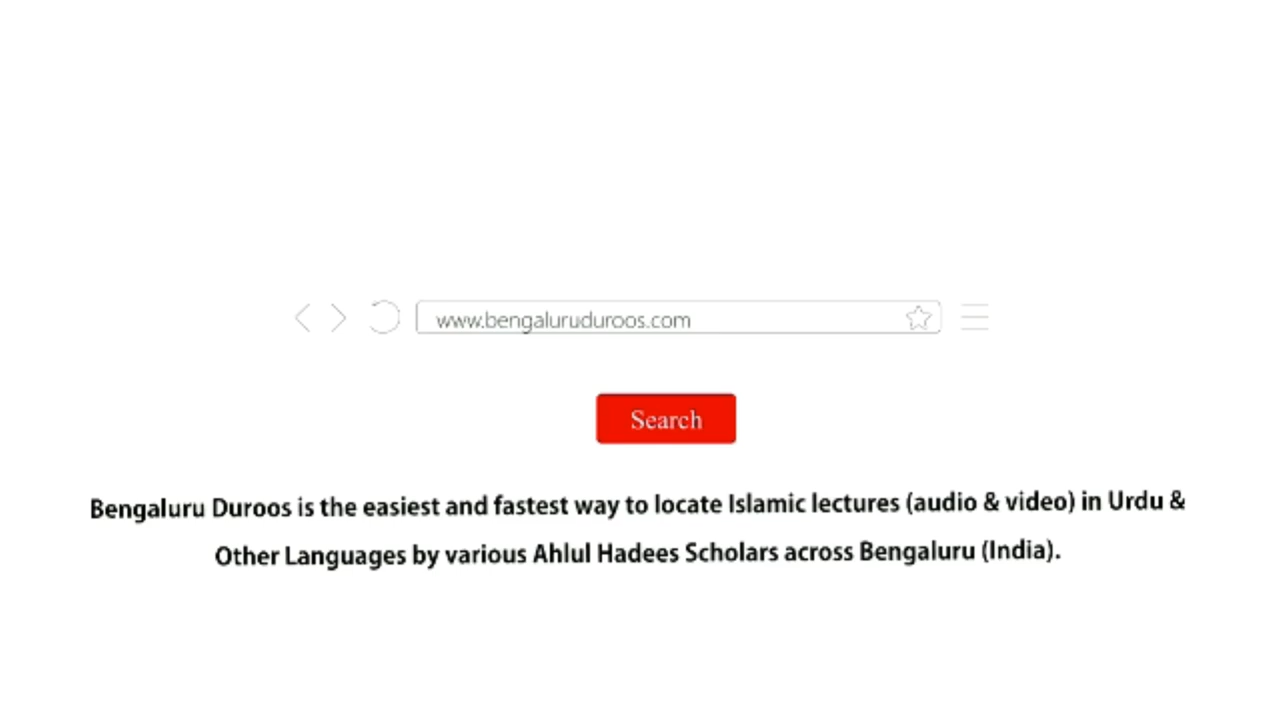 www.bengaluruduroos.com
Search
Bengaluru Duroos is the easiest and fastest way to locate Islamic lectures (audio & video) in Urdu &
Other Languages by various Ahlul Hadees Scholars across Bengaluru (India).